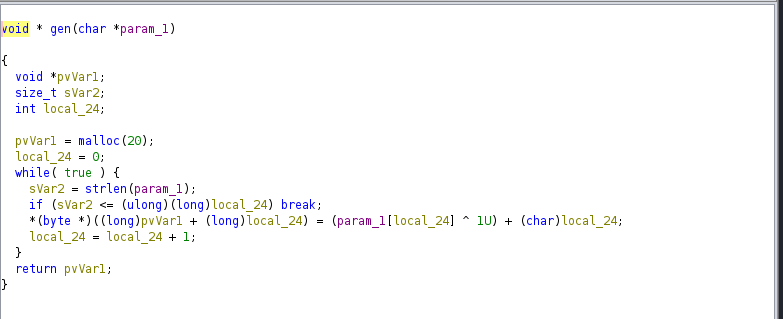 void * gen(char *param_1)
{
void *pvVar1;
size_t sVar2;
int local_24;
pvVar1 = malloc(20);
local_24 = 0;
while( true ) {
sVar2 = strlen(param_1);
if (sVar2 <= (ulong)(long)local_24) break;
*(byte *)((long)pvVar1 + (long)local_24) = (param_1[local_24] ^ 1U) + (char)local_24;
local_24 = local_24 + 1;
}
return pvVar1;
}